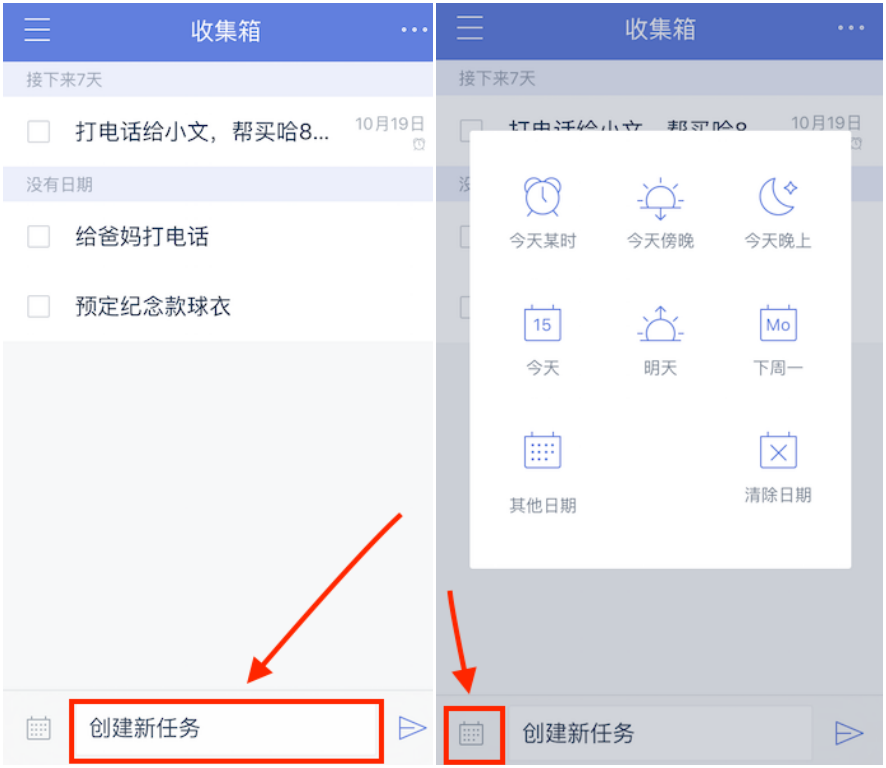 收集箱
接下来7天
打电话给小文，帮买哈8...
10月19日
没有日期
给爸妈打电话
预定纪念款球衣
创建新任务
收集箱
接下来7天
打电话给小文，帮买哈8
10月19日
今天某时
今天傍晚
今天晚上
15
Mo
今天
明天
下周一
其他日期
清除日期
创建新任务